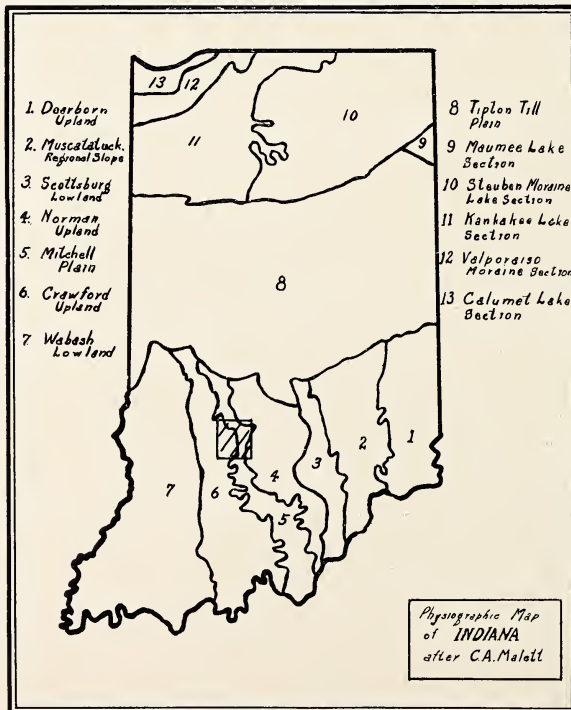 1. Dearborn
Upland
2. Muscatatuck
Regional Slope
3. Scottsburg
Lowland
4. Norman
Upland
5. Mitchell
Plain
6. Crawford
Upland
7 Wabash
Lowland
13
12
11
10
9
8
7
6
5
4
3
2
1
8 Tipton Till
Plain
9 Maumee Lake
Section
10 Steuben Moraine
Lake Section
11 Kankakee Lake
Section
12 Valporaiso
Moraine Section
13 Calumet Lake
Section
Physiographic Map
of INDIANA
after C.A. Malett